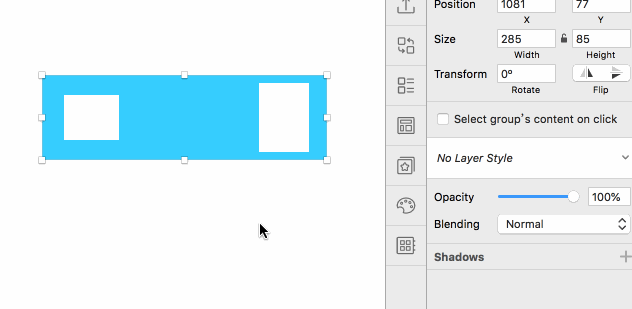 Position 1081 77
X Y
Size 285 85
Width Height
Transform 0º
Rotate Flip
Select group's content on click
No Layer Style
Opacity 100%
Blending Normal
Shadows